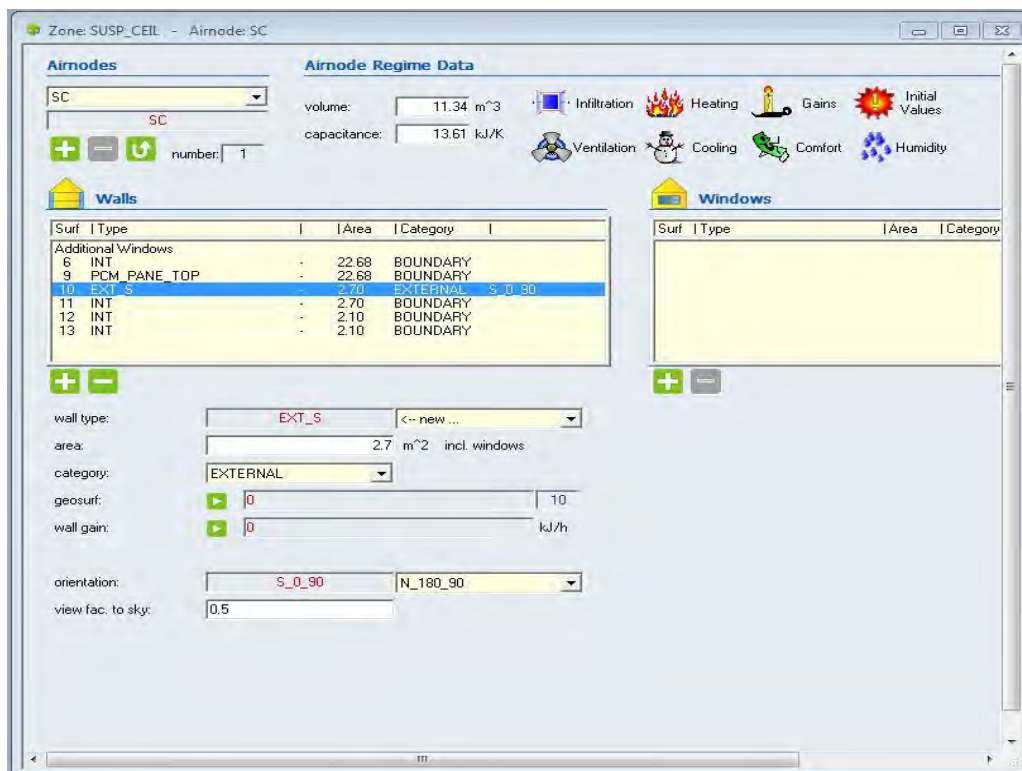 Zone: SUSP_CEIL - Airnode: SC
Airnodes
Airnode Regime Data
SC
SC
number: 1
volume: 11.34 m^3
capacitance: 13.61 kJ/K
Infiltration
Heating
Gains
Initial Values
Ventilation
Cooling
Comfort
Humidity
Walls
Surf | Type | | Area | Category |
Additional Windows
6 INT - 22.68 BOUNDARY
9 PCM_PANE_TOP - 22.68 BOUNDARY
10 EXT_S - 2.70 EXTERNAL S_0_90
11 INT - 2.70 BOUNDARY
12 INT - 2.10 BOUNDARY
13 INT - 2.10 BOUNDARY
Windows
Surf | Type | Area | Category
wall type: EXT_S <-- new ...
area: 2.7 m^2 incl. windows
category: EXTERNAL
geosurf: 0 10
wall gain: 0 kJ/h
orientation: S_0_90 N_180_90
view fac. to sky: 0.5